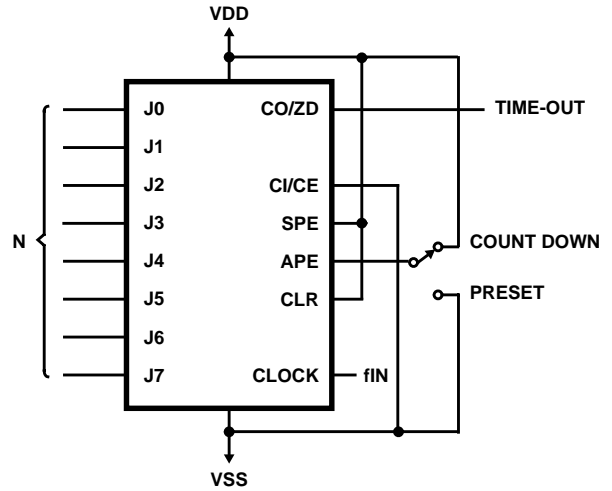 VDD
J0 CO/ZD TIME-OUT
J1
J2 CI/CE
J3 SPE
N J4 APE COUNT DOWN
J5 CLR PRESET
J6
J7 CLOCK fIN
VSS